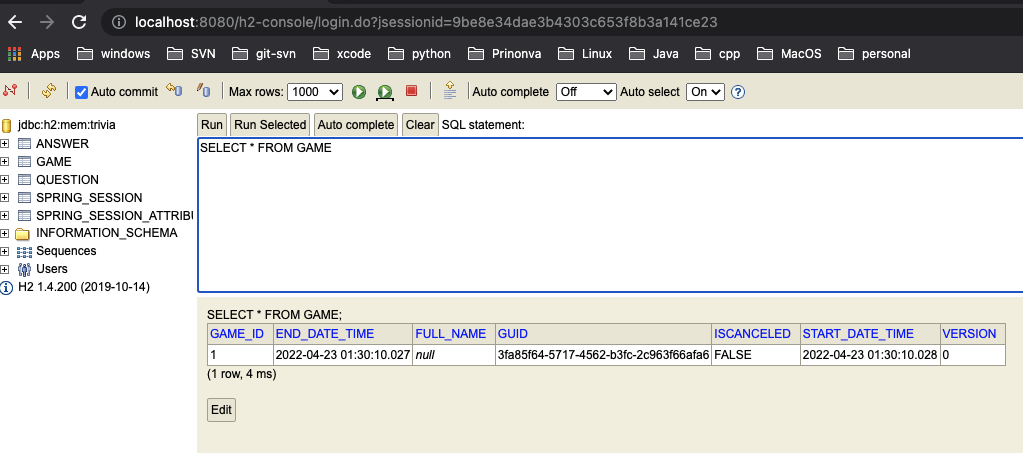 localhost:8080/h2-console/login.do?jsessionid=9be8e34dae3b4303c653f8b3a141ce23
Apps windows SVN git-svn xcode python Prinonva Linux Java cpp MacOS personal
Auto commit Max rows: 1000 Auto complete Off Auto select On ?
jdbc:h2:mem:trivia
ANSWER
GAME
QUESTION
SPRING_SESSION
SPRING_SESSION_ATTRIBU
INFORMATION_SCHEMA
Sequences
Users
H2 1.4.200 (2019-10-14)
Run Run Selected Auto complete Clear SQL statement:
SELECT * FROM GAME
SELECT * FROM GAME;
GAME_ID END_DATE_TIME FULL_NAME GUID ISCANCELED START_DATE_TIME VERSION
1 2022-04-23 01:30:10.027 null 3fa85f64-5717-4562-b3fc-2c963f66afa6 FALSE 2022-04-23 01:30:10.028 0
(1 row, 4 ms)
Edit